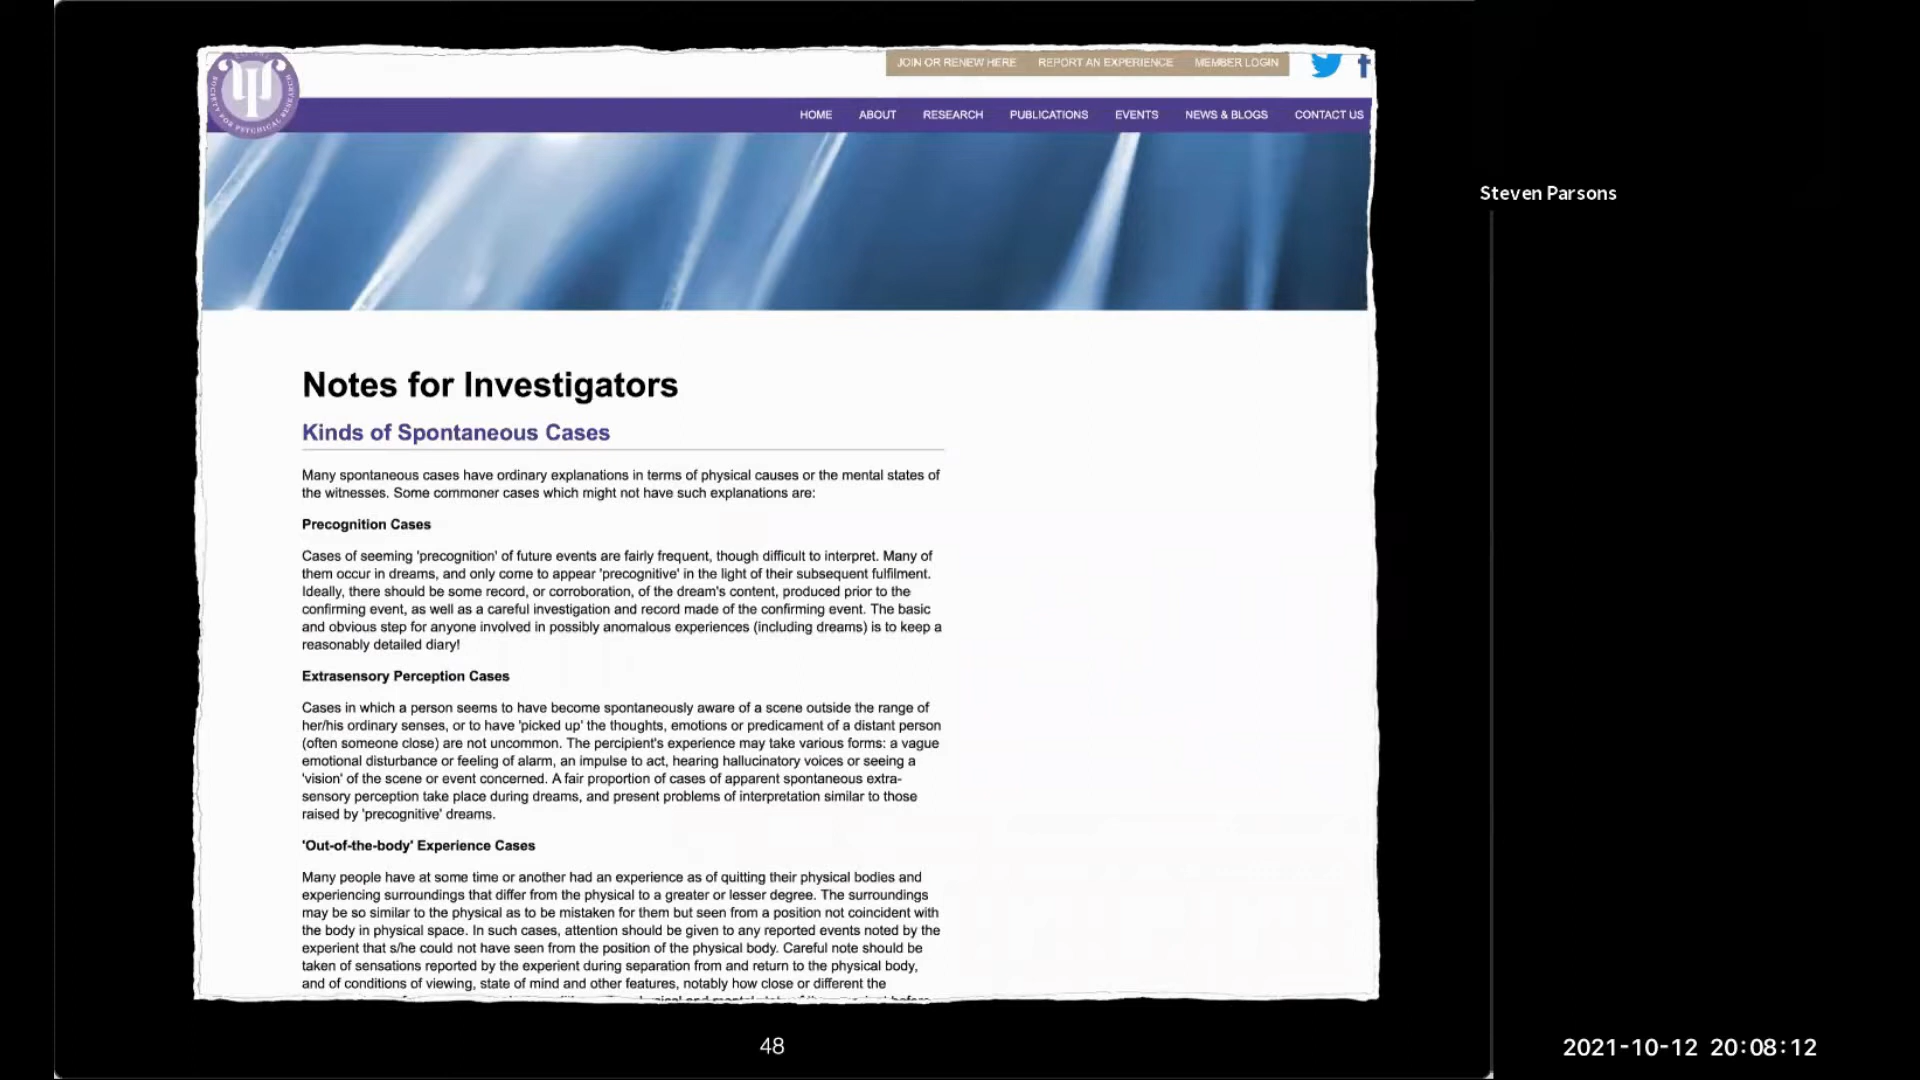 JOIN OR RENEW HERE REPORT AN EXPERIENCE MEMBER LOGIN
SOCIETY FOR PSYCHICAL RESEARCH
HOME ABOUT RESEARCH PUBLICATIONS EVENTS NEWS & BLOGS CONTACT US
Steven Parsons
Notes for Investigators
Kinds of Spontaneous Cases
Many spontaneous cases have ordinary explanations in terms of physical causes or the mental states of
the witnesses. Some commoner cases which might not have such explanations are:
Precognition Cases
Cases of seeming 'precognition' of future events are fairly frequent, though difficult to interpret. Many of
them occur in dreams, and only come to appear 'precognitive' in the light of their subsequent fulfilment.
Ideally, there should be some record, or corroboration, of the dream's content, produced prior to the
confirming event, as well as a careful investigation and record made of the confirming event. The basic
and obvious step for anyone involved in possibly anomalous experiences (including dreams) is to keep a
reasonably detailed diary!
Extrasensory Perception Cases
Cases in which a person seems to have become spontaneously aware of a scene outside the range of
her/his ordinary senses, or to have 'picked up' the thoughts, emotions or predicament of a distant person
(often someone close) are not uncommon. The percipient's experience may take various forms: a vague
emotional disturbance or feeling of alarm, an impulse to act, hearing hallucinatory voices or seeing a
'vision' of the scene or event concerned. A fair proportion of cases of apparent spontaneous extra-
sensory perception take place during dreams, and present problems of interpretation similar to those
raised by 'precognitive' dreams.
'Out-of-the-body' Experience Cases
Many people have at some time or another had an experience as of quitting their physical bodies and
experiencing surroundings that differ from the physical to a greater or lesser degree. The surroundings
may be so similar to the physical as to be mistaken for them but seen from a position not coincident with
the body in physical space. In such cases, attention should be given to any reported events noted by the
experient that s/he could not have seen from the position of the physical body. Careful note should be
taken of sensations reported by the experient during separation from and return to the physical body,
and of conditions of viewing, state of mind and other features, notably how close or different the
48
2021-10-12 20:08:12